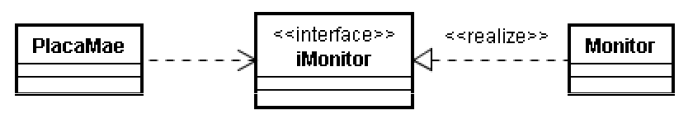 PlacaMae
<<interface>>
iMonitor
<<realize>>
Monitor